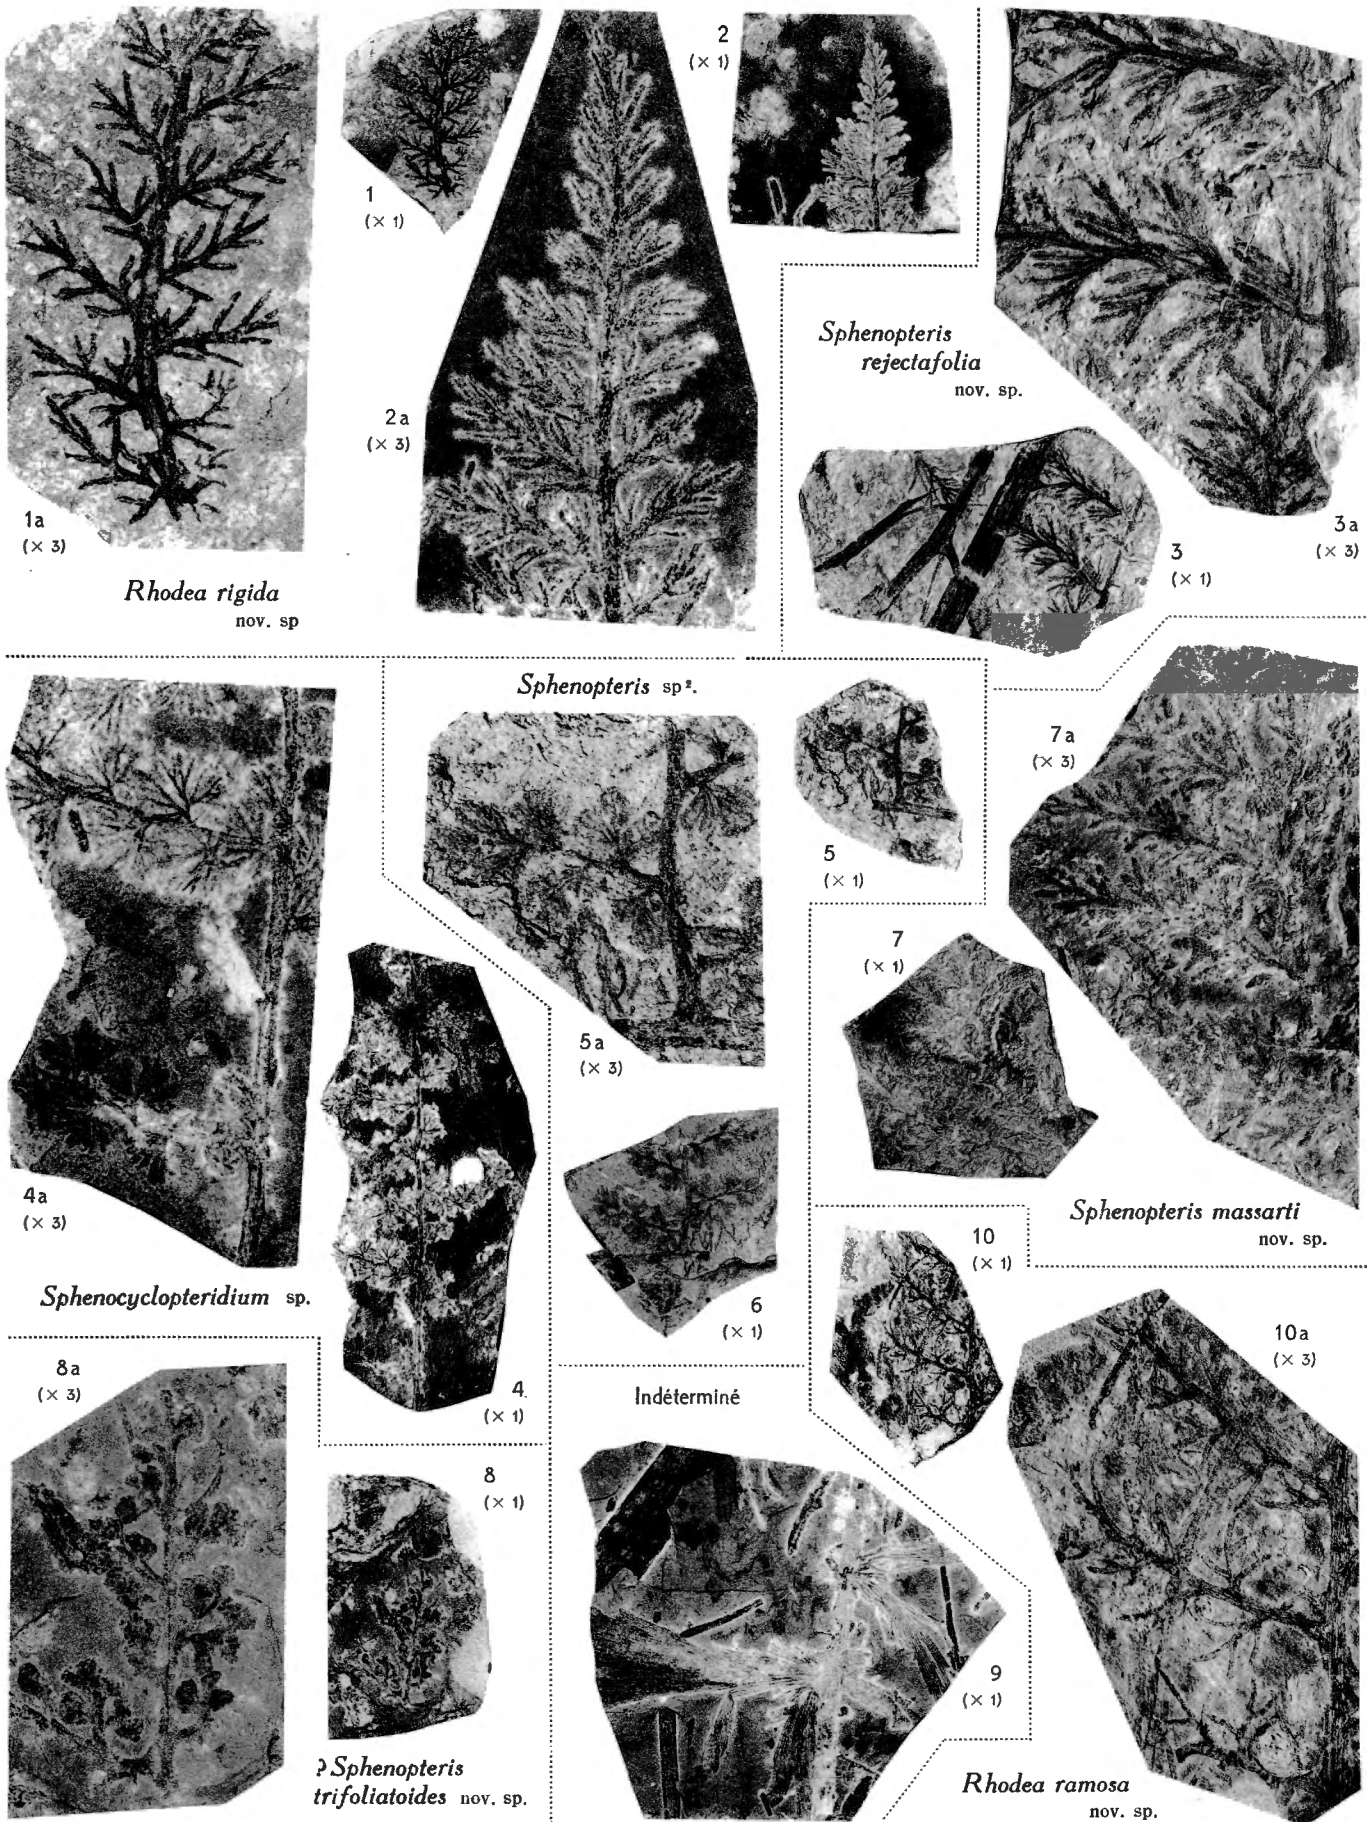 1
(× 1)
2
(× 1)
2a
(× 3)
1a
(× 3)
Rhodea rigida
nov. sp
Sphenopteris
rejectafolia
nov. sp.
3
(× 1)
3a
(× 3)
Sphenopteris sp².
5
(× 1)
5a
(× 3)
7a
(× 3)
7
(× 1)
Sphenopteris massarti
nov. sp.
4a
(× 3)
Sphenocyclopteridium sp.
4
(× 1)
6
(× 1)
Indéterminé
10
(× 1)
10a
(× 3)
8a
(× 3)
8
(× 1)
?Sphenopteris
trifoliatoides nov. sp.
9
(× 1)
Rhodea ramosa
nov. sp.